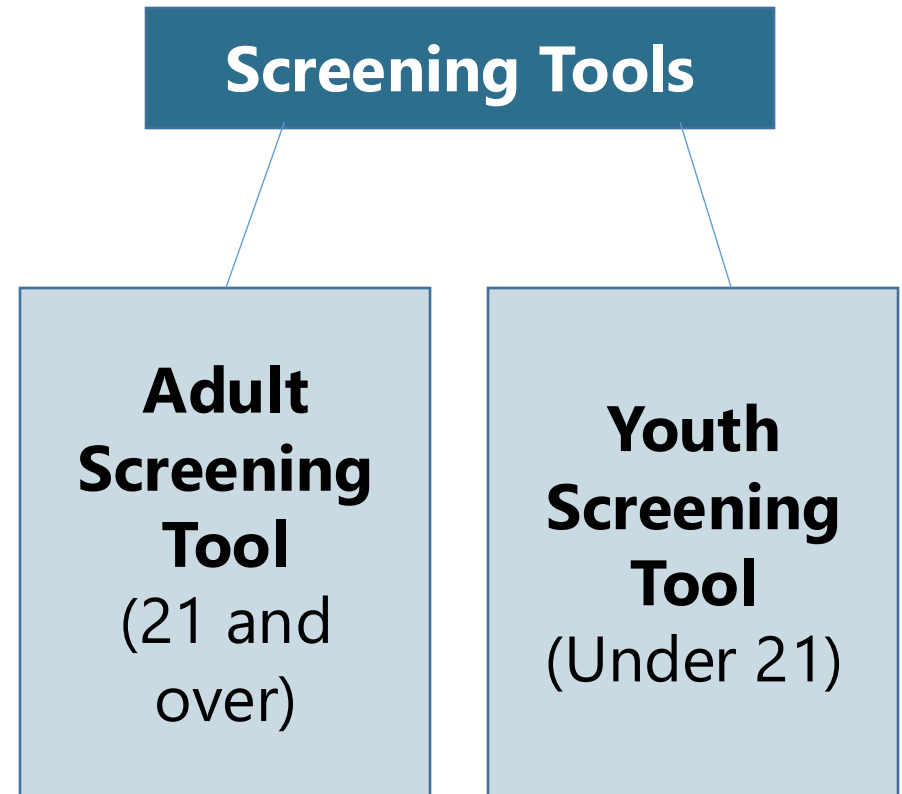 Screening Tools
Adult
Screening
Tool
(21 and
over)
Youth
Screening
Tool
(Under 21)